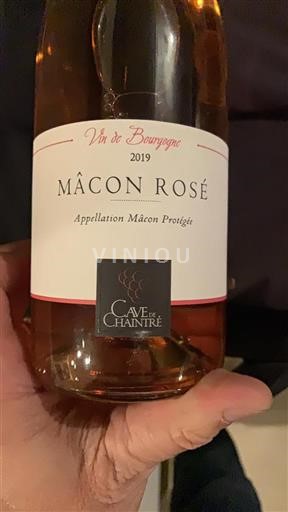 Vin de Bourgogne
2019
MÂCON ROSÉ
Appellation Mâcon Protégée
VINIOU
CAVE DE
CHAINTRÉ